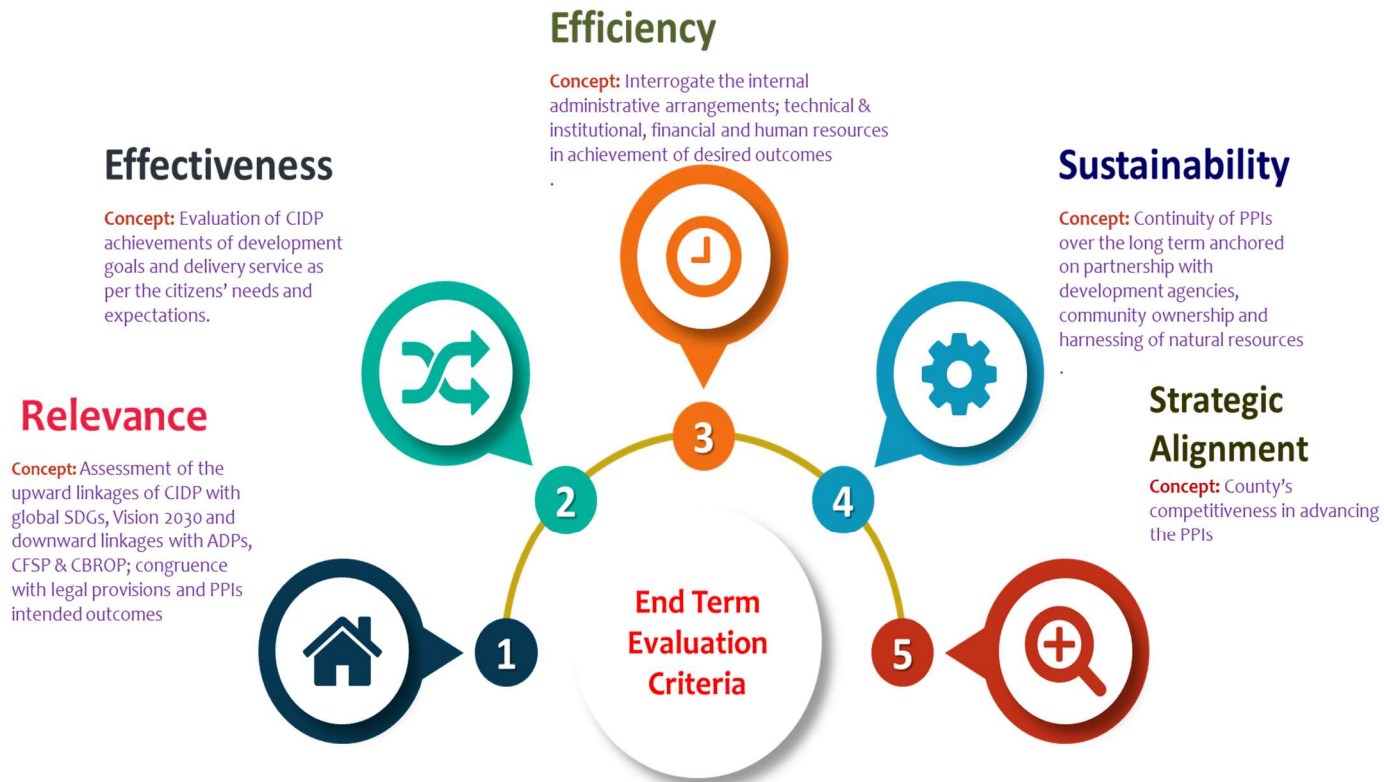 Efficiency
Concept: Interrogate the internal
administrative arrangements; technical &
institutional, financial and human resources
in achievement of desired outcomes
.
Effectiveness
Concept: Evaluation of CIDP
achievements of development
goals and delivery service as
per the citizens’ needs and
expectations.
Sustainability
Concept: Continuity of PPIs
over the long term anchored
on partnership with
development agencies,
community ownership and
harnessing of natural resources
.
Relevance
Concept: Assessment of the
upward linkages of CIDP with
global SDGs, Vision 2030 and
downward linkages with ADPs,
CFSP & CBROP; congruence
with legal provisions and PPIs
intended outcomes
Strategic
Alignment
Concept: County’s
competitiveness in advancing
the PPIs
1
2
3
4
5
End Term
Evaluation
Criteria